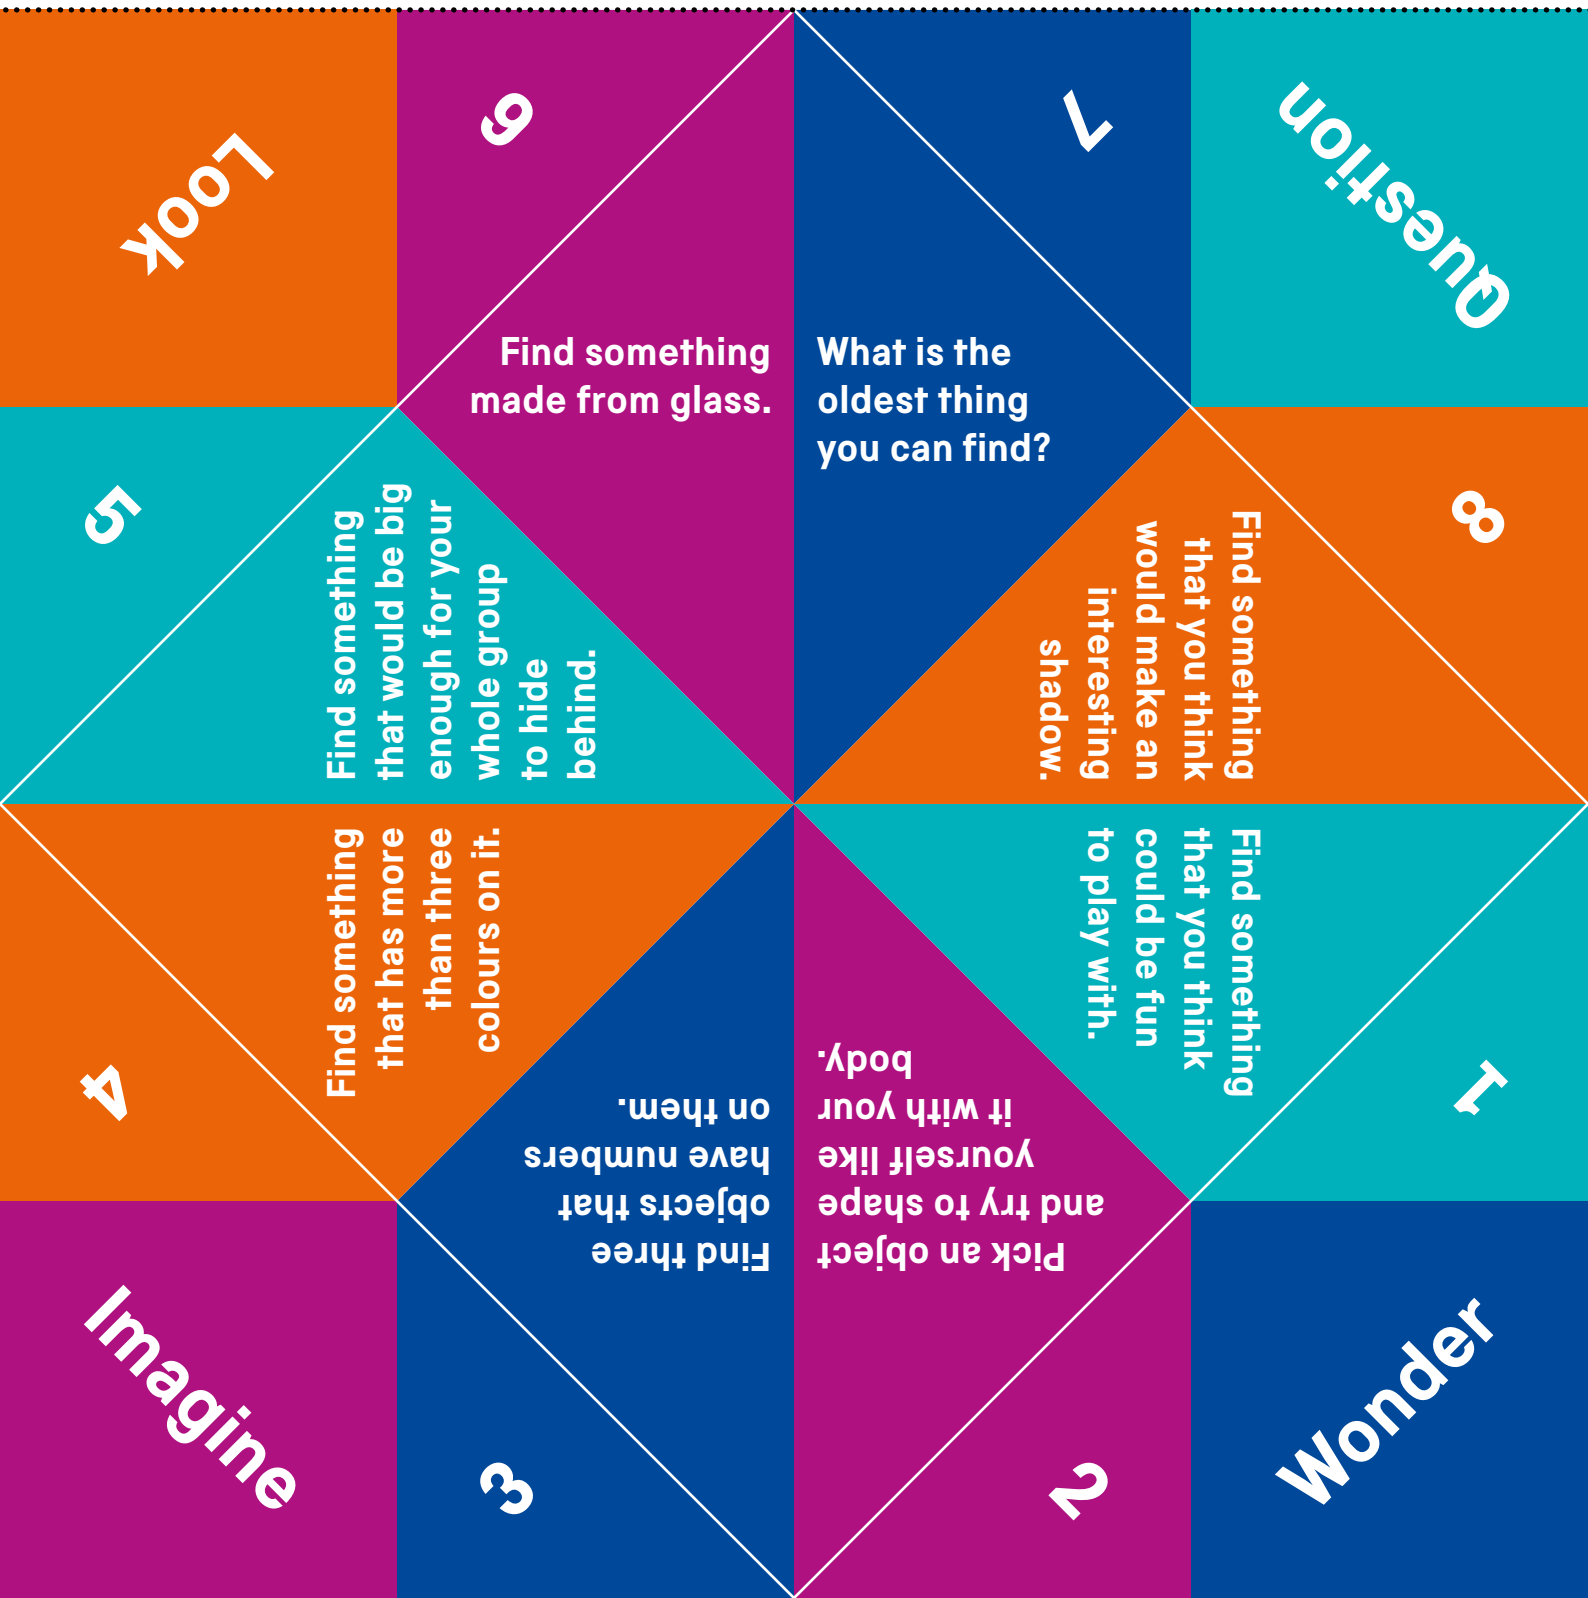 Look
6
7
Question
Find something
made from glass.
What is the
oldest thing
you can find?
5
Find something
that would be big
enough for your
whole group
to hide
behind.
Find something
that you think
would make an
interesting
shadow.
8
4
Find something
that has more
than three
colours on it.
Find something
that you think
could be fun
to play with.
1
Find three
objects that
have numbers
on them.
Pick an object
and try to shape
yourself like
it with your
body.
Imagine
3
2
Wonder